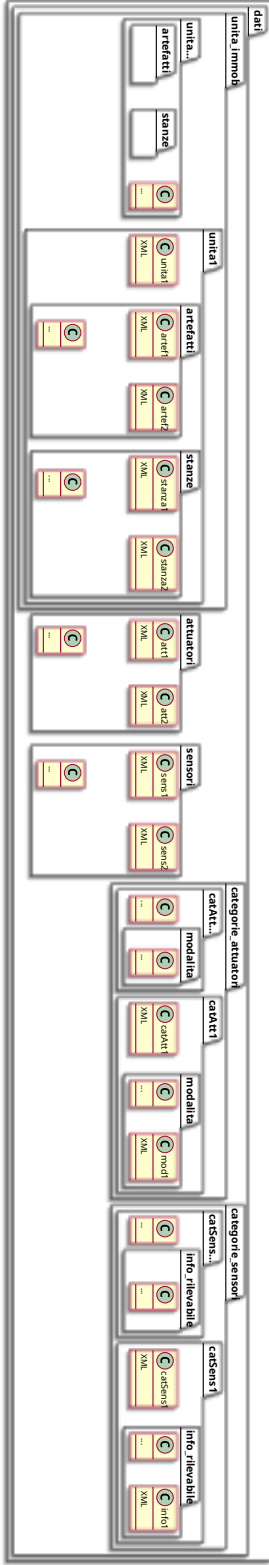 dati
unita_immob
unita...
artefatti
stanze
C
...
unita1
C unita1
XML
artefatti
C artef1
XML
C artef2
XML
C
...
stanze
C stanza1
XML
C stanza2
XML
C
...
attuatori
C att1
XML
C att2
XML
C
...
sensori
C sens1
XML
C sens2
XML
C
...
categorie_attuatori
catAtt...
C
...
modalita
C
...
catAtt1
C catAtt1
XML
modalita
C
...
C mod1
XML
categorie_sensori
catSens...
C
...
info_rilevabile
C
...
catSens1
C catSens1
XML
info_rilevabile
C
...
C info1
XML